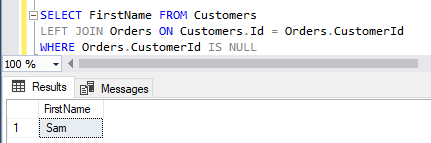 SELECT FirstName FROM Customers
LEFT JOIN Orders ON Customers.Id = Orders.CustomerId
WHERE Orders.CustomerId IS NULL
100 %
Results Messages
FirstName
1 Sam